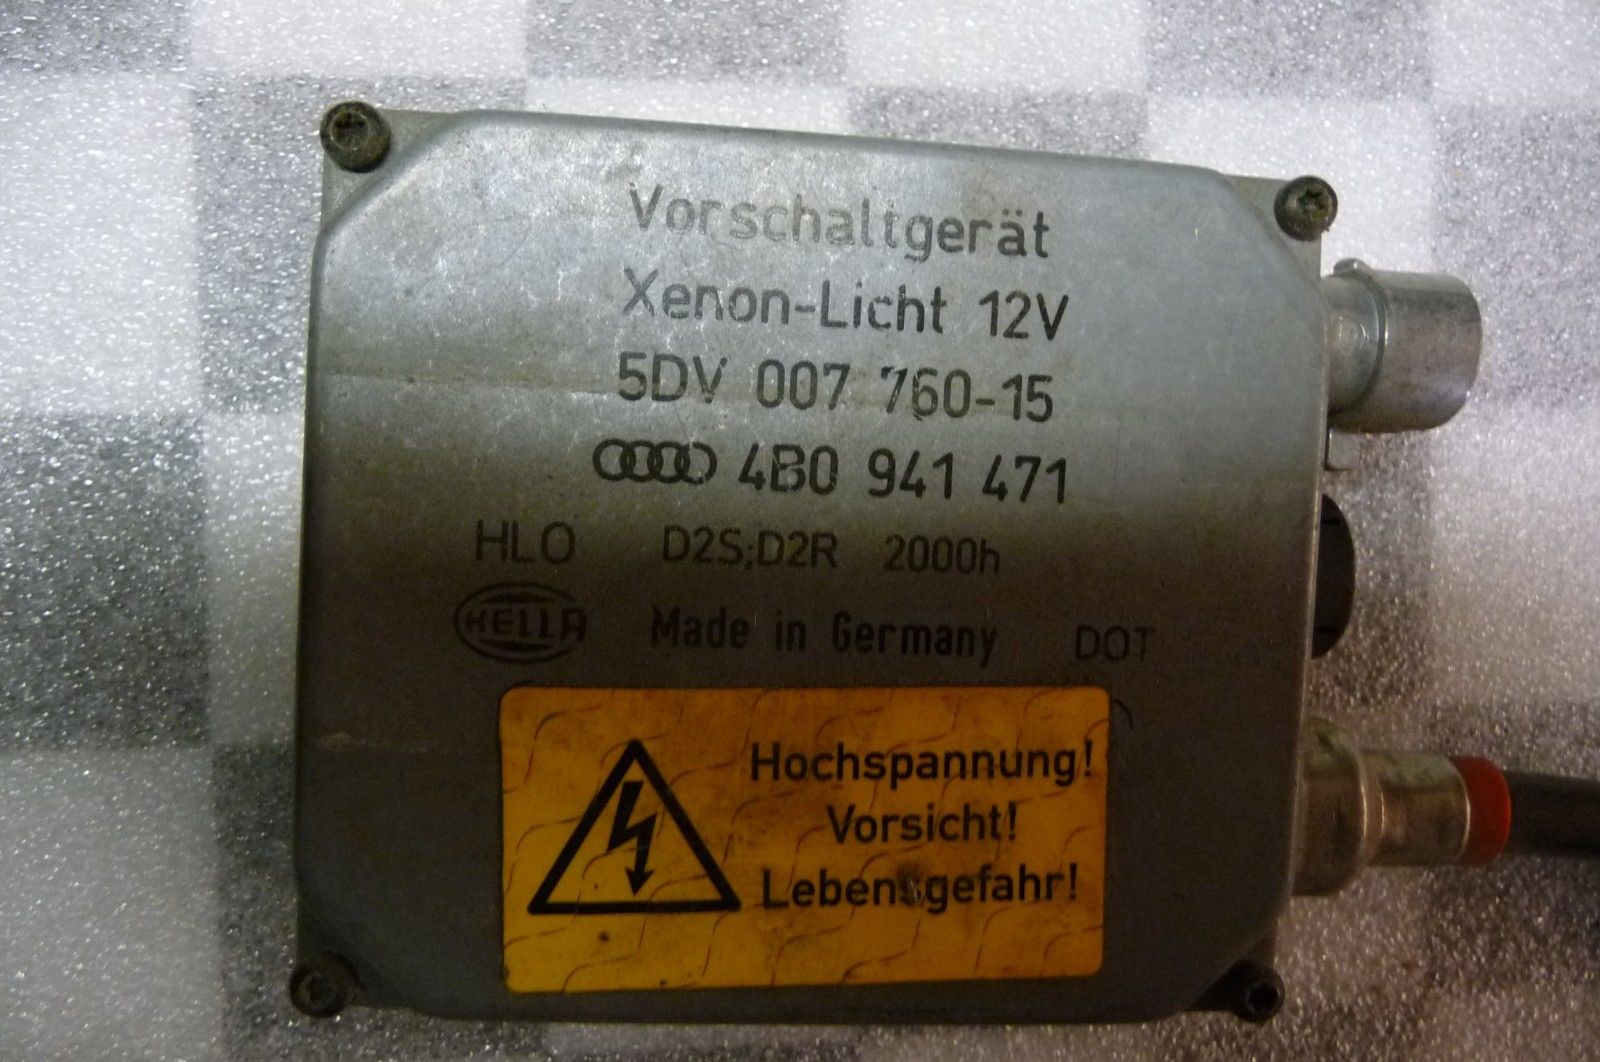 Vorschaltgerät
Xenon-Licht 12V
5DV 007 760-15
4B0 941 471
HLO D2S;D2R 2000h
HELLA Made in Germany DOT
Hochspannung!
Vorsicht!
Lebensgefahr!